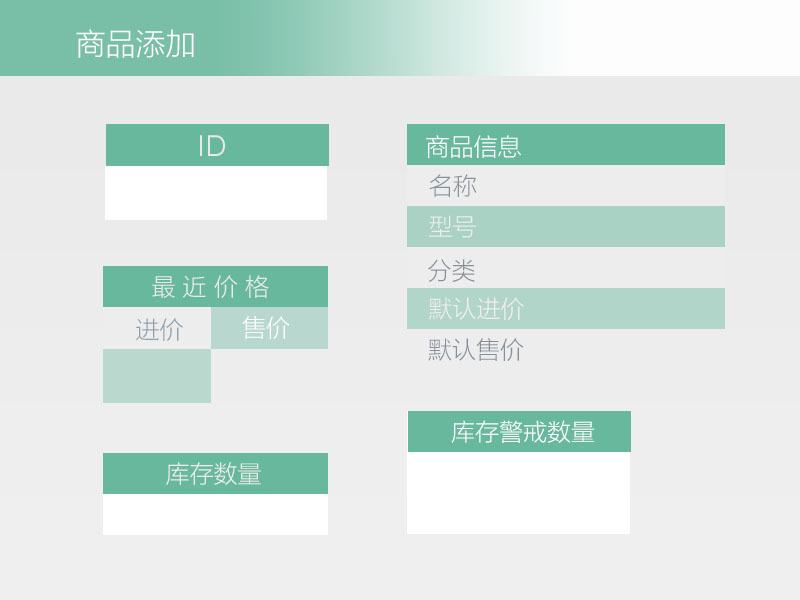 商品添加
ID
最近价格
进价
售价
库存数量
商品信息
名称
型号
分类
默认进价
默认售价
库存警戒数量